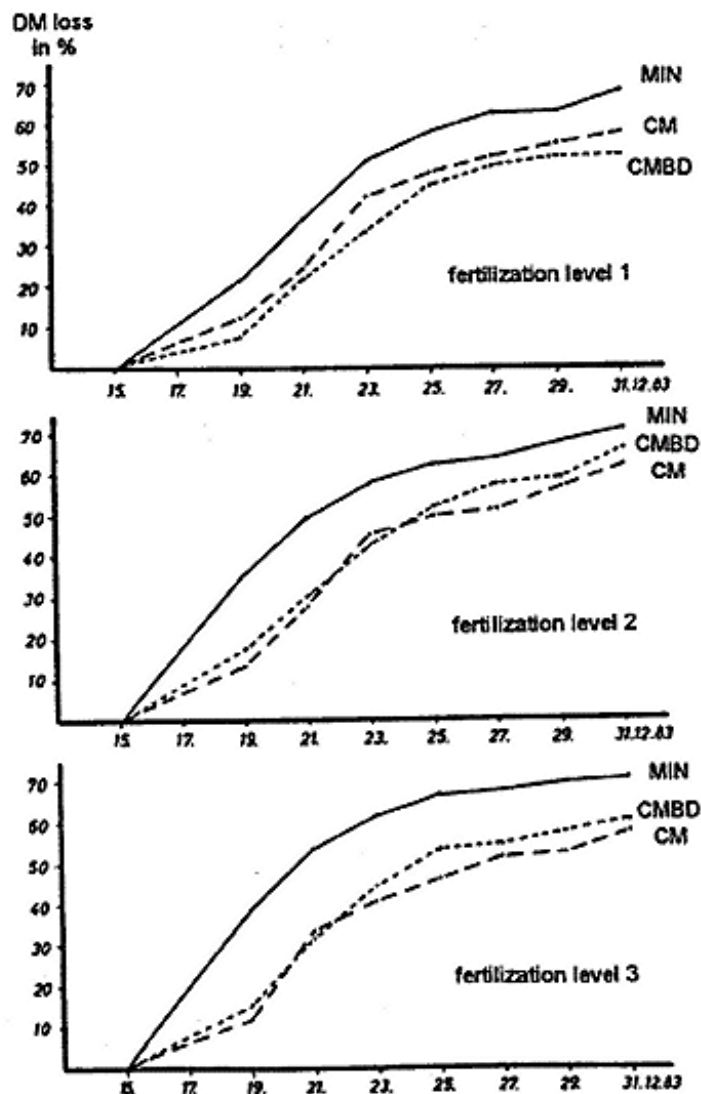 DM loss
in %
70
60
50
40
30
20
10
MIN
CM
CMBD
fertilization level 1
15. 17. 19. 21. 23. 25. 27. 29. 31.12.83
70
60
50
40
30
20
10
MIN
CMBD
CM
fertilization level 2
15. 17. 19. 21. 23. 25. 27. 29. 31.12.83
70
60
50
40
30
20
10
MIN
CMBD
CM
fertilization level 3
15. 17. 19. 21. 23. 25. 27. 29. 31.12.83